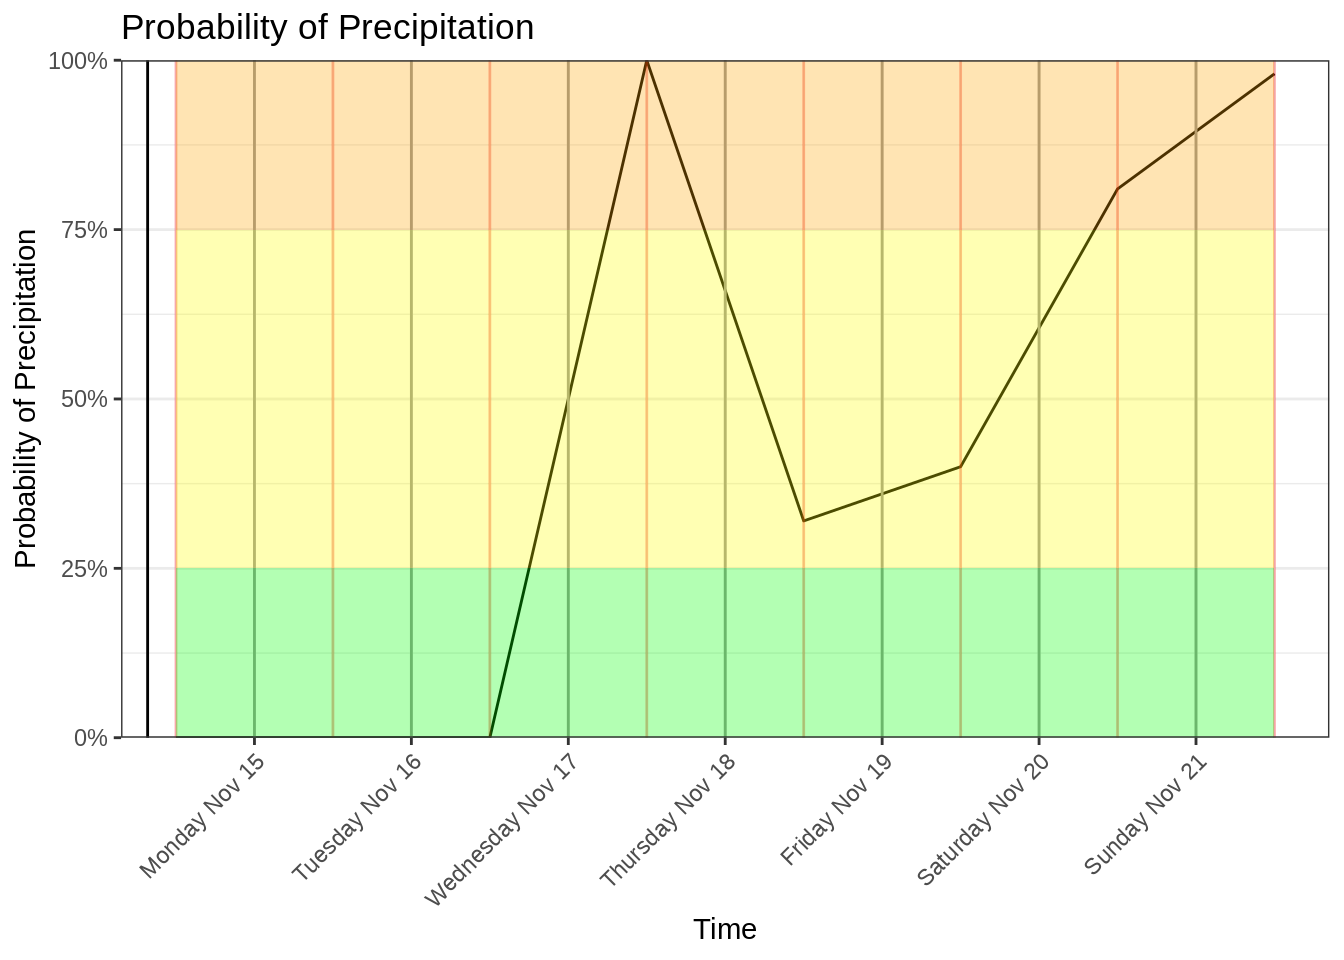 Probability of Precipitation
Probability of Precipitation
100%
75%
50%
25%
0%
Monday Nov 15
Tuesday Nov 16
Wednesday Nov 17
Thursday Nov 18
Friday Nov 19
Saturday Nov 20
Sunday Nov 21
Time